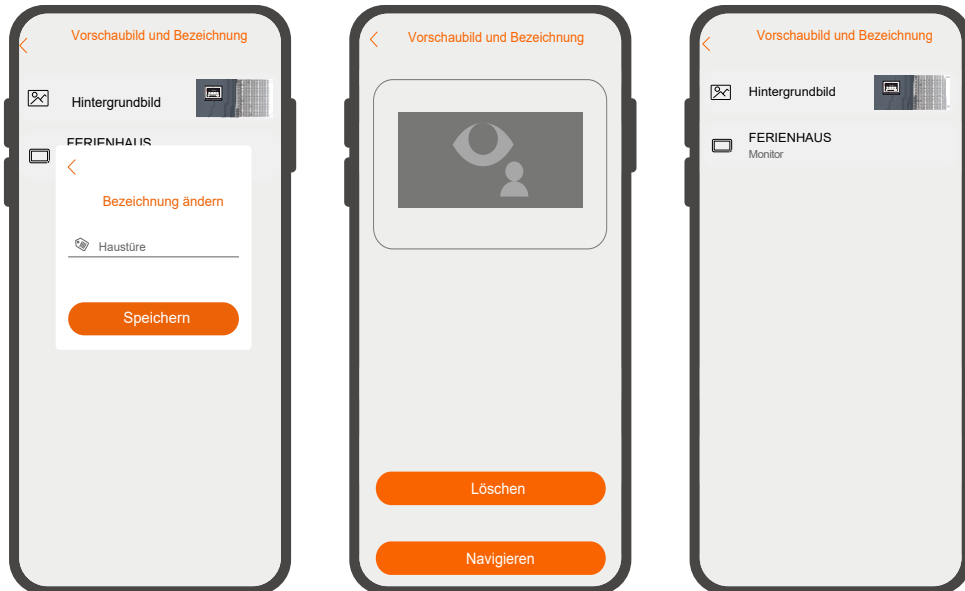 Vorschaubild und Bezeichnung
Hintergrundbild
FERIENHAUS
Bezeichnung ändern
Haustüre
Speichern
Vorschaubild und Bezeichnung
Löschen
Navigieren
Vorschaubild und Bezeichnung
Hintergrundbild
FERIENHAUS
Monitor